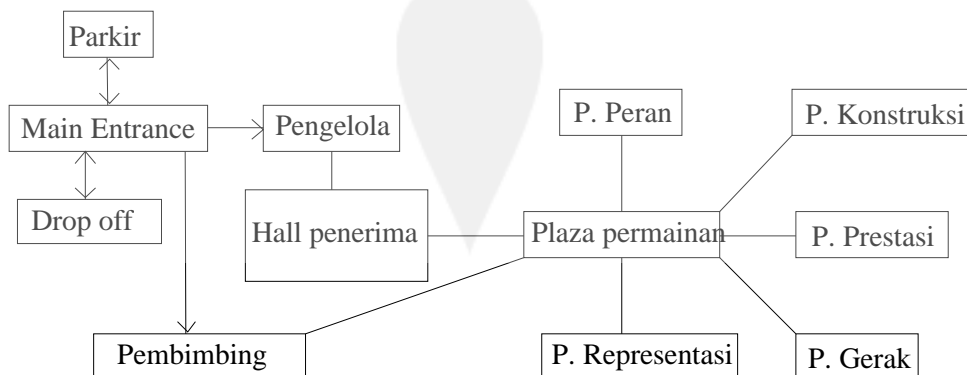 Parkir
Main Entrance
Pengelola
P. Peran
P. Konstruksi
Drop off
Hall penerima
Plaza permainan
P. Prestasi
Pembimbing
P. Representasi
P. Gerak